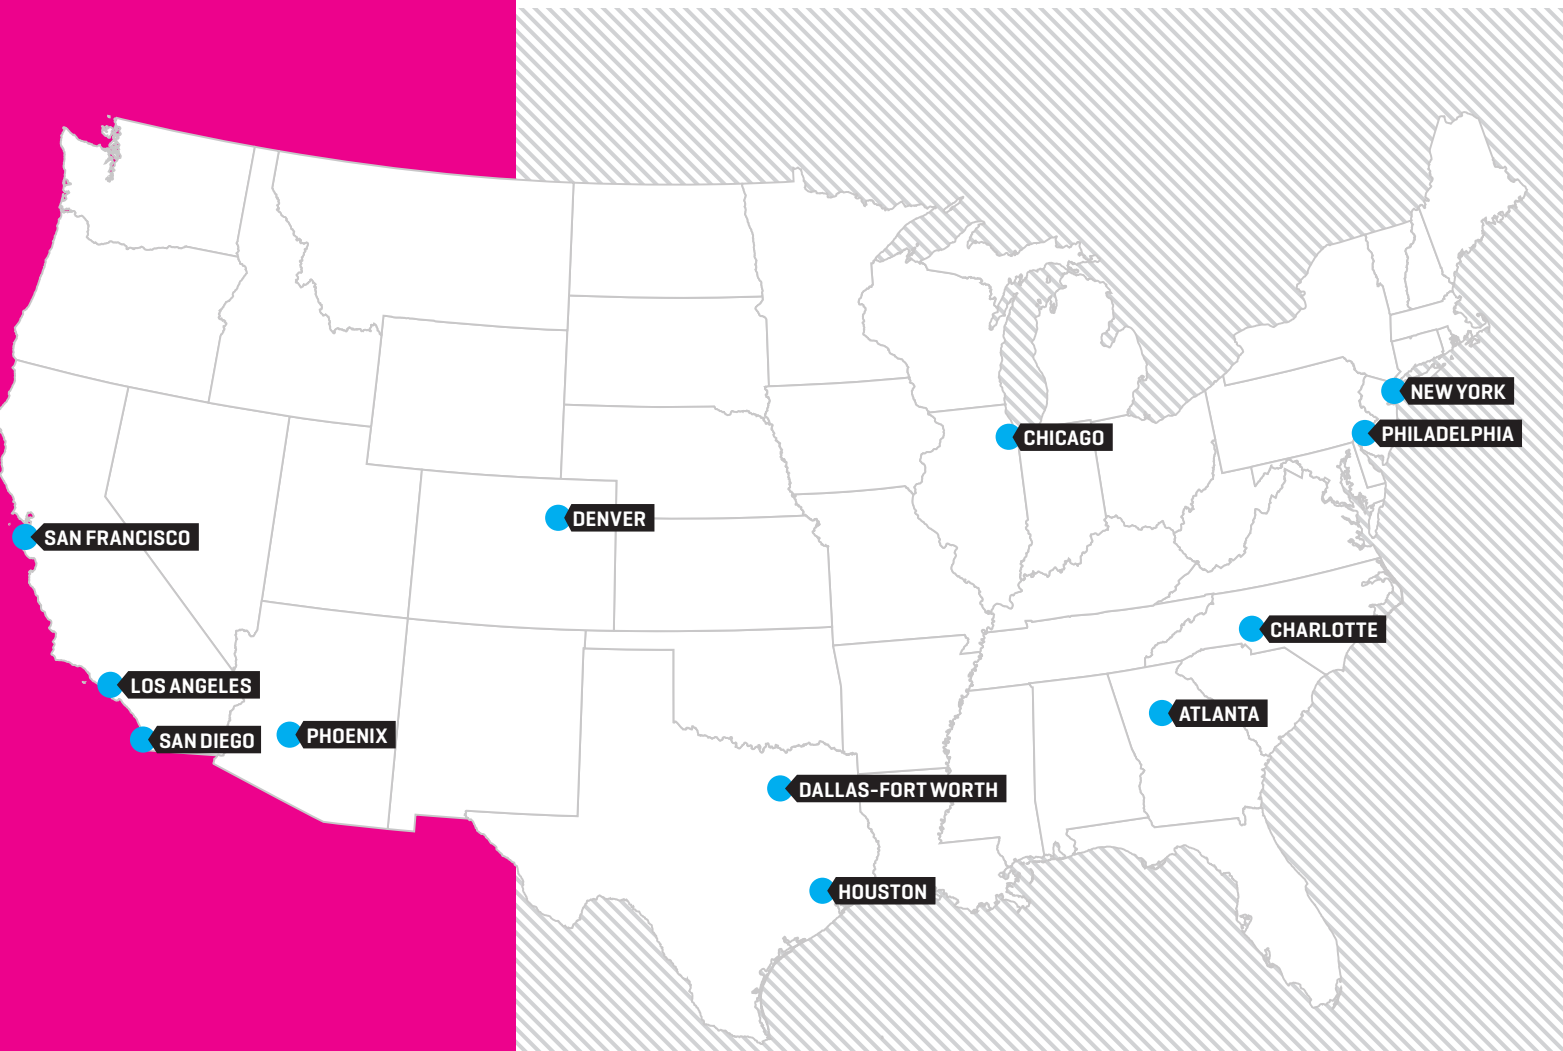 NEW YORK
PHILADELPHIA
CHICAGO
DENVER
SAN FRANCISCO
CHARLOTTE
LOS ANGELES
ATLANTA
PHOENIX
SAN DIEGO
DALLAS-FORT WORTH
HOUSTON